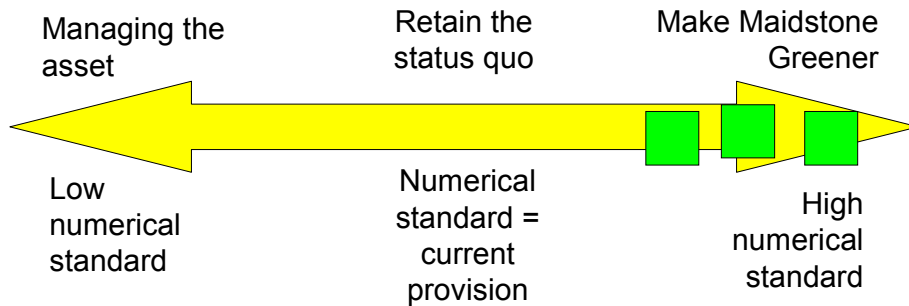 Managing the
asset
Retain the
status quo
Make Maidstone
Greener
Low
numerical
standard
Numerical
standard =
current
provision
High
numerical
standard